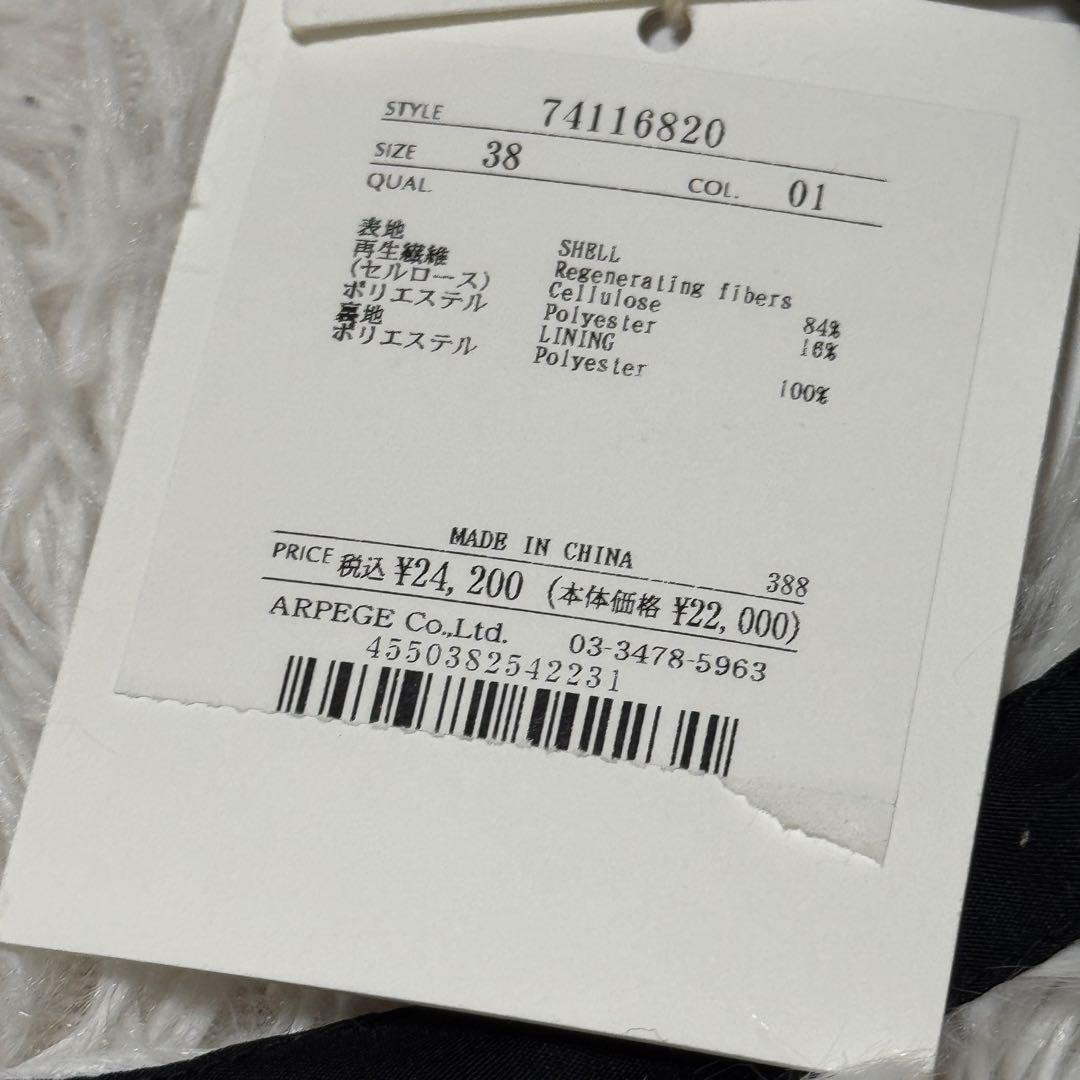 STYLE 74116820
SIZE 38 COL. 01
QUAL.
表地 SHELL
再生繊維 Regenerating fibers
(セルロース) Cellulose 84%
ポリエステル Polyester 16%
裏地 LINING
ポリエステル Polyester 100%
MADE IN CHINA 388
PRICE 税込 ¥24,200 (本体価格 ¥22,000)
ARPEGE Co.,Ltd. 03-3478-5963
4550382542231